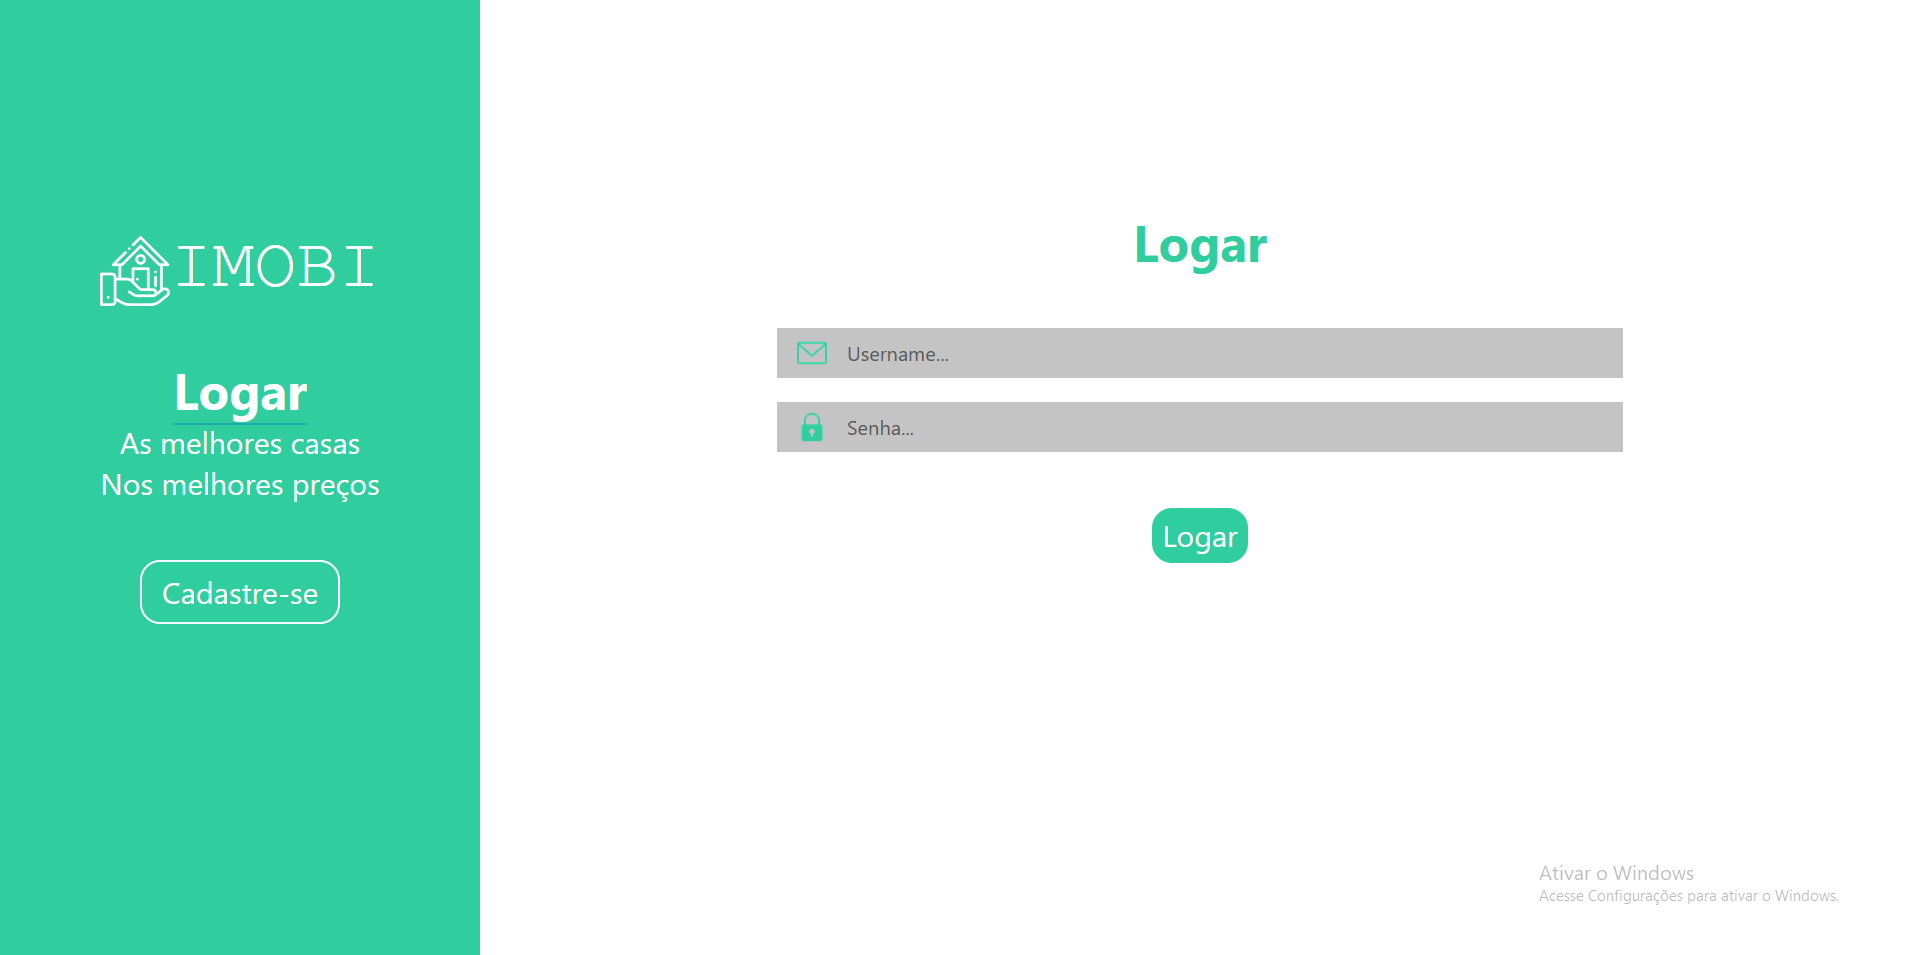 IMOBI
Logar
As melhores casas
Nos melhores preços
Cadastre-se
Logar
Username...
Senha...
Logar
Ativar o Windows
Acesse Configurações para ativar o Windows.